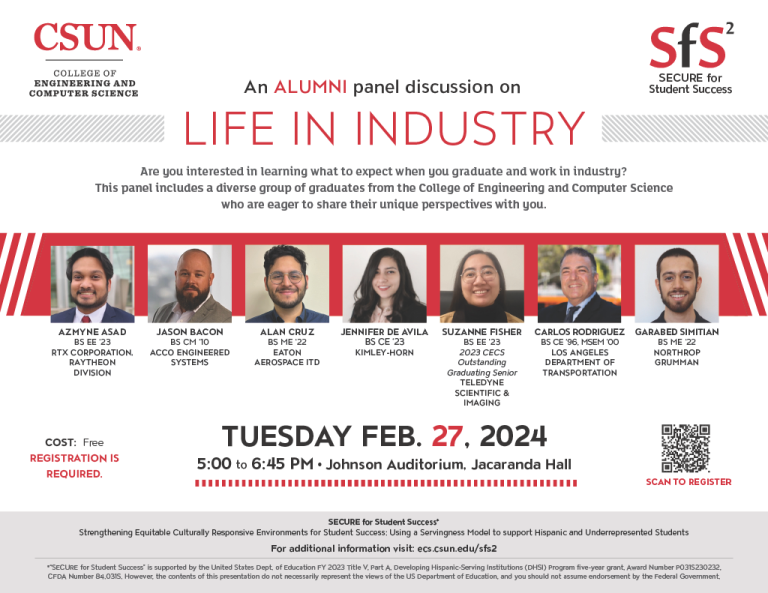 CSUN®
COLLEGE OF
ENGINEERING AND
COMPUTER SCIENCE
SfS²
SECURE for
Student Success
An ALUMNI panel discussion on
LIFE IN INDUSTRY
Are you interested in learning what to expect when you graduate and work in industry?
This panel includes a diverse group of graduates from the College of Engineering and Computer Science
who are eager to share their unique perspectives with you.
AZMYNE ASAD
BS EE '23
RTX CORPORATION,
RAYTHEON
DIVISION
JASON BACON
BS CM '10
ACCO ENGINEERED
SYSTEMS
ALAN CRUZ
BS ME '22
EATON
AEROSPACE LTD
JENNIFER DE AVILA
BS CE '23
KIMLEY-HORN
SUZANNE FISHER
BS EE '23
2023 CECS
Outstanding
Graduating Senior
TELEDYNE
SCIENTIFIC &
IMAGING
CARLOS RODRIGUEZ
BS CE '96, MSEM '00
LOS ANGELES
DEPARTMENT OF
TRANSPORTATION
GARABED SIMITIAN
BS ME '22
NORTHROP
GRUMMAN
COST: Free
REGISTRATION IS
REQUIRED.
TUESDAY FEB. 27, 2024
5:00 to 6:45 PM • Johnson Auditorium, Jacaranda Hall
SCAN TO REGISTER
SECURE for Student Success*
Strengthening Equitable Culturally Responsive Environments for Student Success: Using a Servingness Model to support Hispanic and Underrepresented Students
For additional information visit: ecs.csun.edu/sfs2
*"SECURE for Student Success" is supported by the United States Dept. of Education FY 2023 Title V, Part A, Developing Hispanic-Serving Institutions (DHSI) Program five-year grant, Award Number P031S230232,
CFDA Number 84.031S. However, the contents of this presentation do not necessarily represent the views of the US Department of Education, and you should not assume endorsement by the Federal Government.